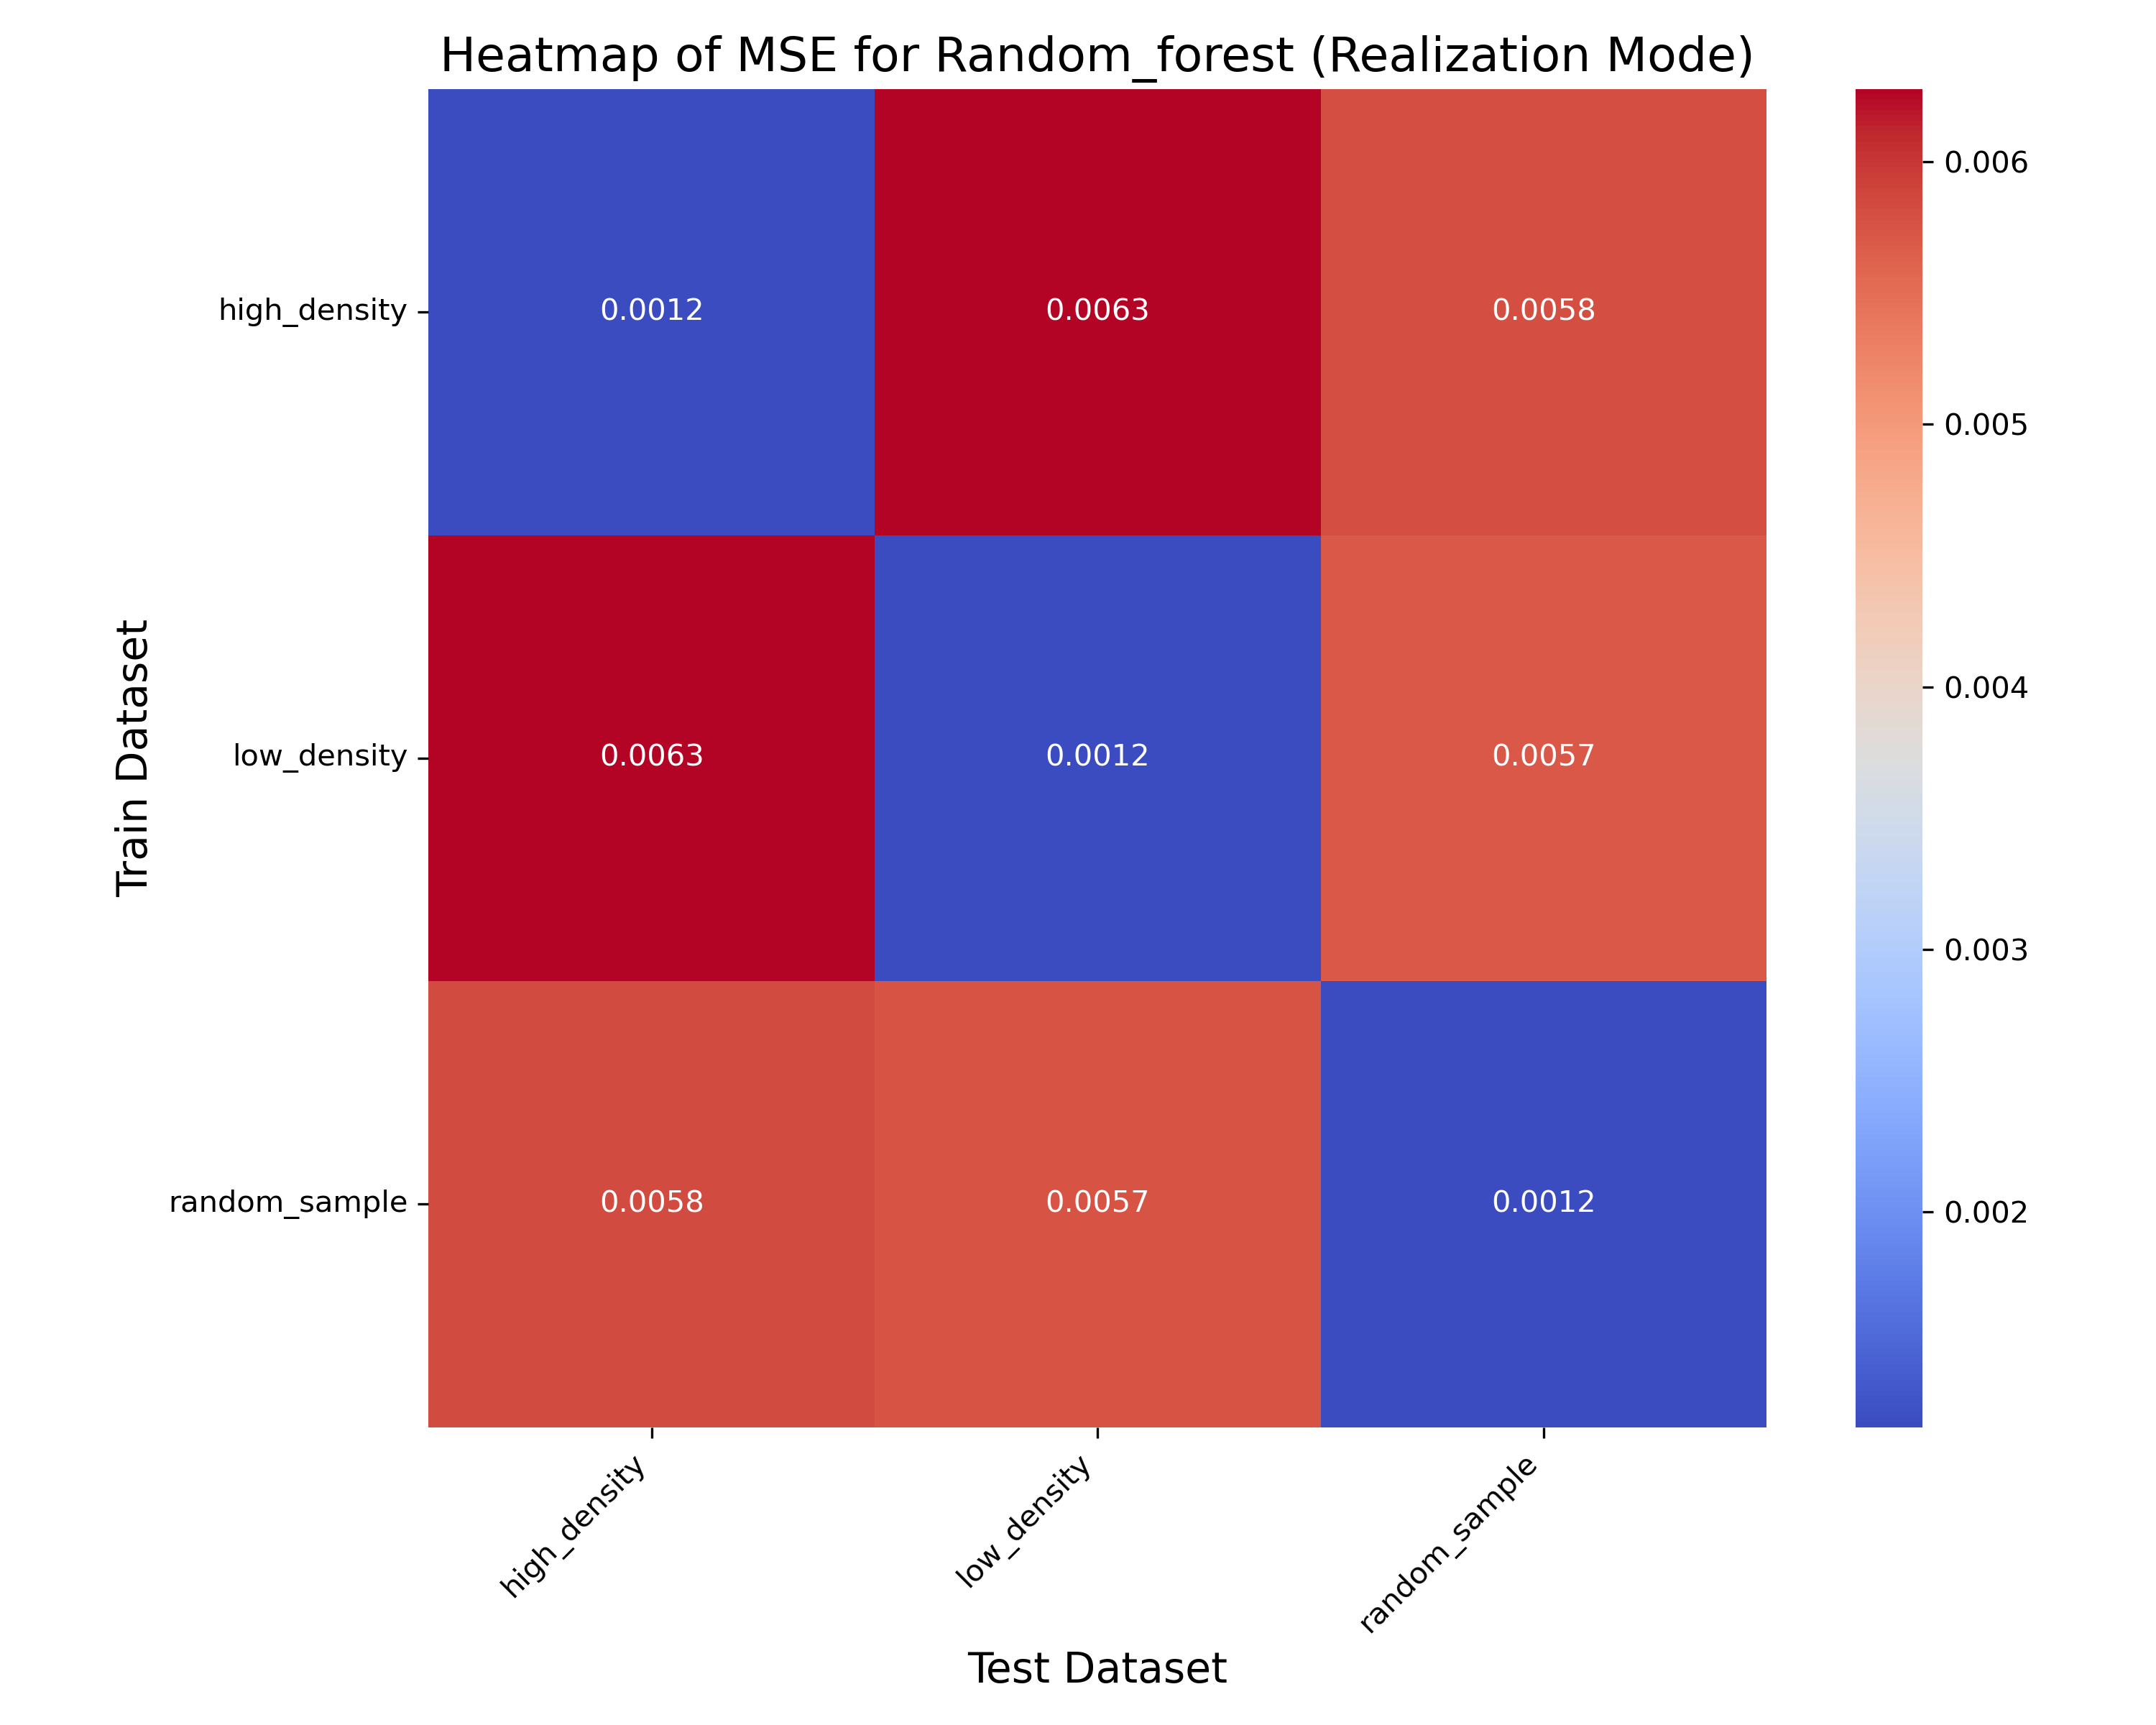 Heatmap of MSE for Random_forest (Realization Mode)
Train Dataset
high_density
0.0012 0.0063 0.0058
low_density
0.0063 0.0012 0.0057
random_sample
0.0058 0.0057 0.0012
high_density
low_density
random_sample
Test Dataset
0.006
0.005
0.004
0.003
0.002